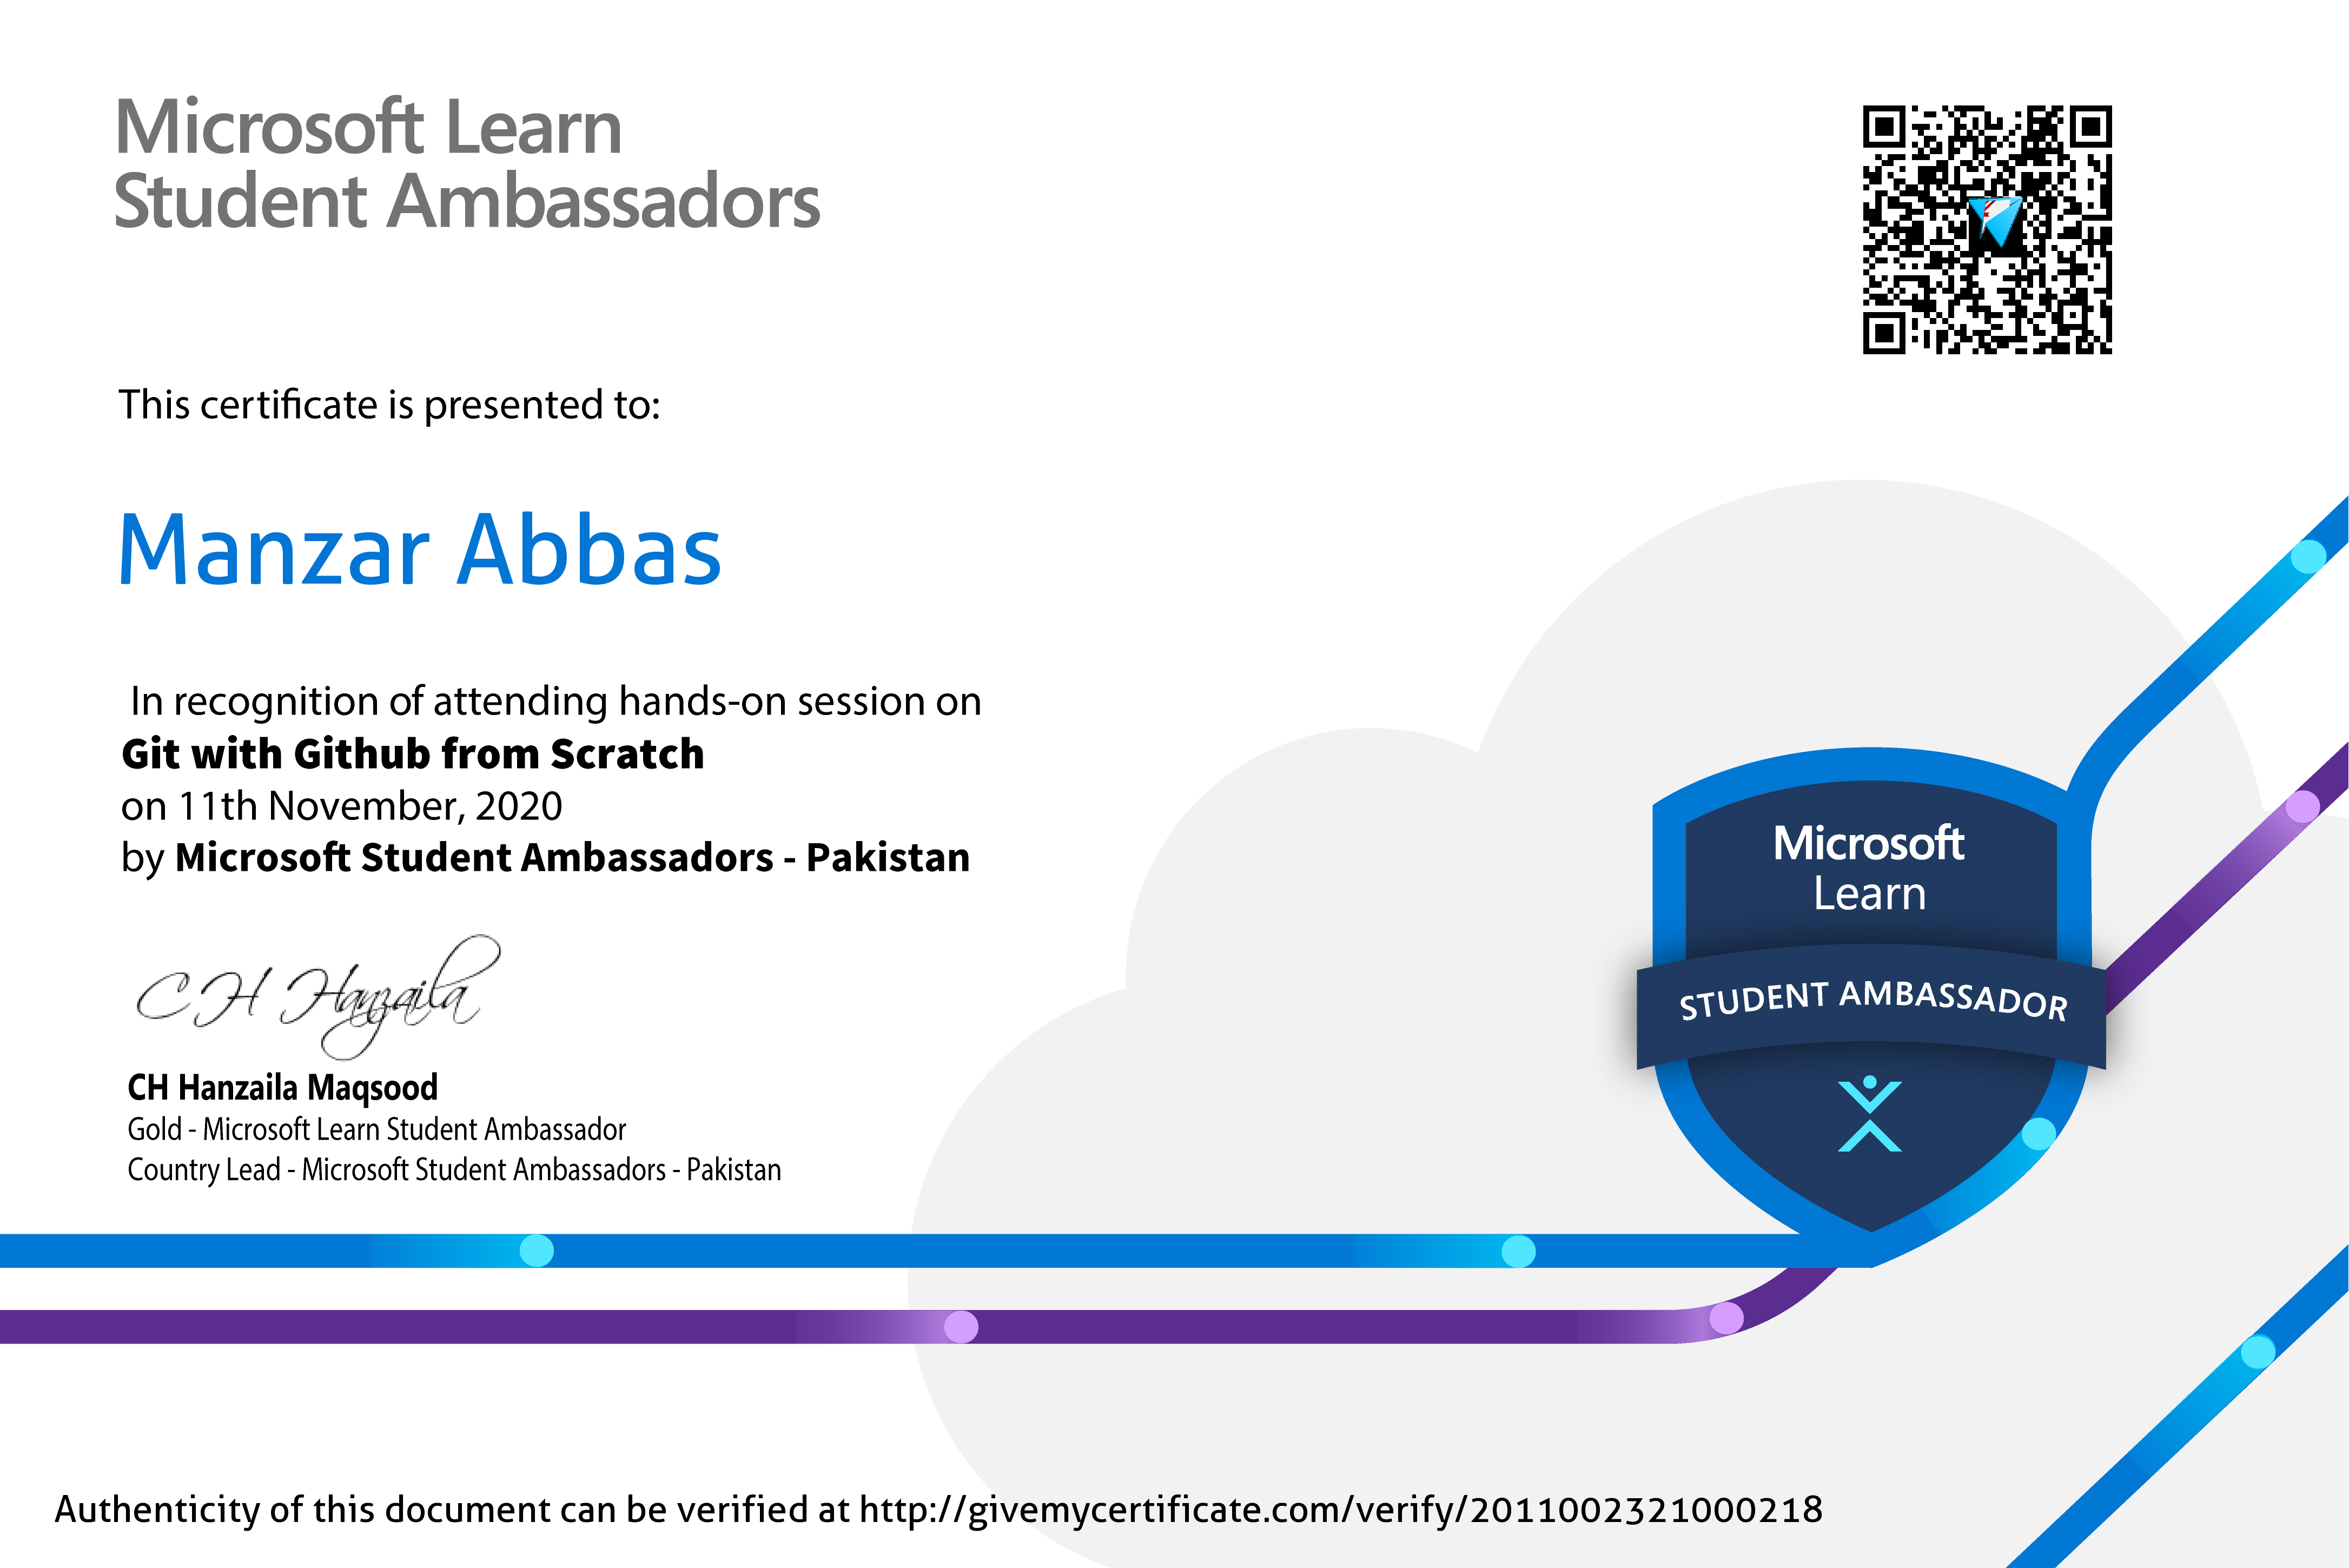 Microsoft Learn
Student Ambassadors
This certificate is presented to:
Manzar Abbas
In recognition of attending hands-on session on
Git with Github from Scratch
on 11th November, 2020
by Microsoft Student Ambassadors - Pakistan
CH Hanzaila
CH Hanzaila Maqsood
Gold - Microsoft Learn Student Ambassador
Country Lead - Microsoft Student Ambassadors - Pakistan
Microsoft
Learn
STUDENT AMBASSADOR
Authenticity of this document can be verified at http://givemycertificate.com/verify/2011002321000218